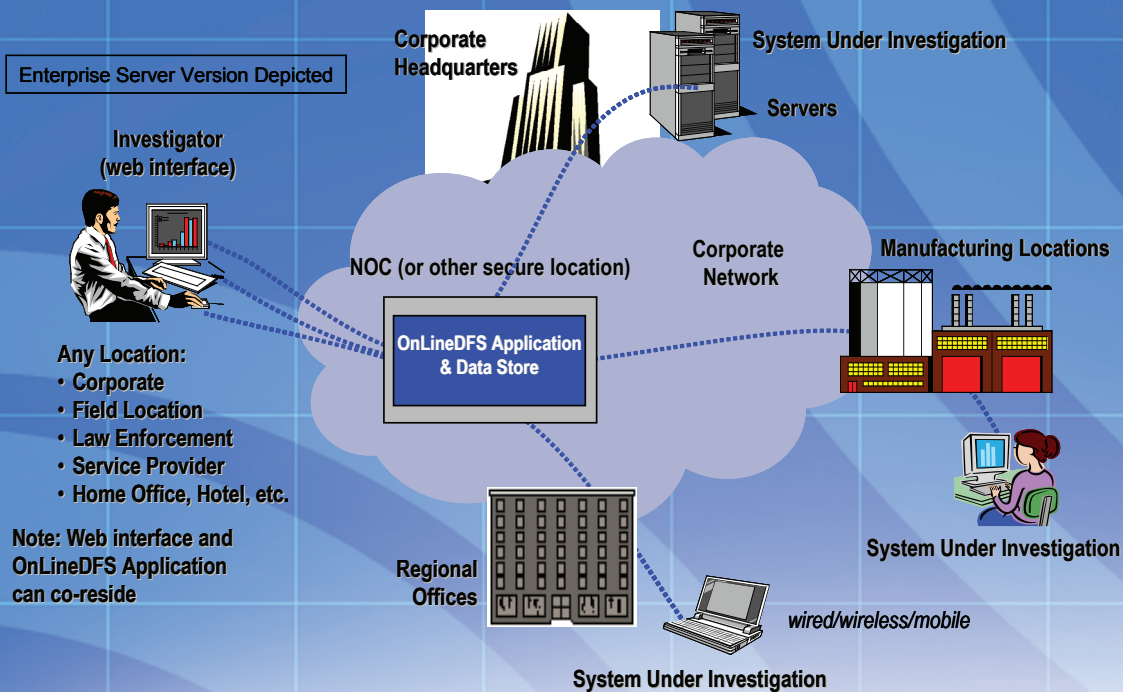 Enterprise Server Version Depicted
Corporate
Headquarters
System Under Investigation
Servers
Investigator
(web interface)
NOC (or other secure location)
Corporate
Network
Manufacturing Locations
OnLineDFS Application
& Data Store
Any Location:
• Corporate
• Field Location
• Law Enforcement
• Service Provider
• Home Office, Hotel, etc.
Note: Web interface and
OnLineDFS Application
can co-reside
Regional
Offices
System Under Investigation
wired/wireless/mobile
System Under Investigation